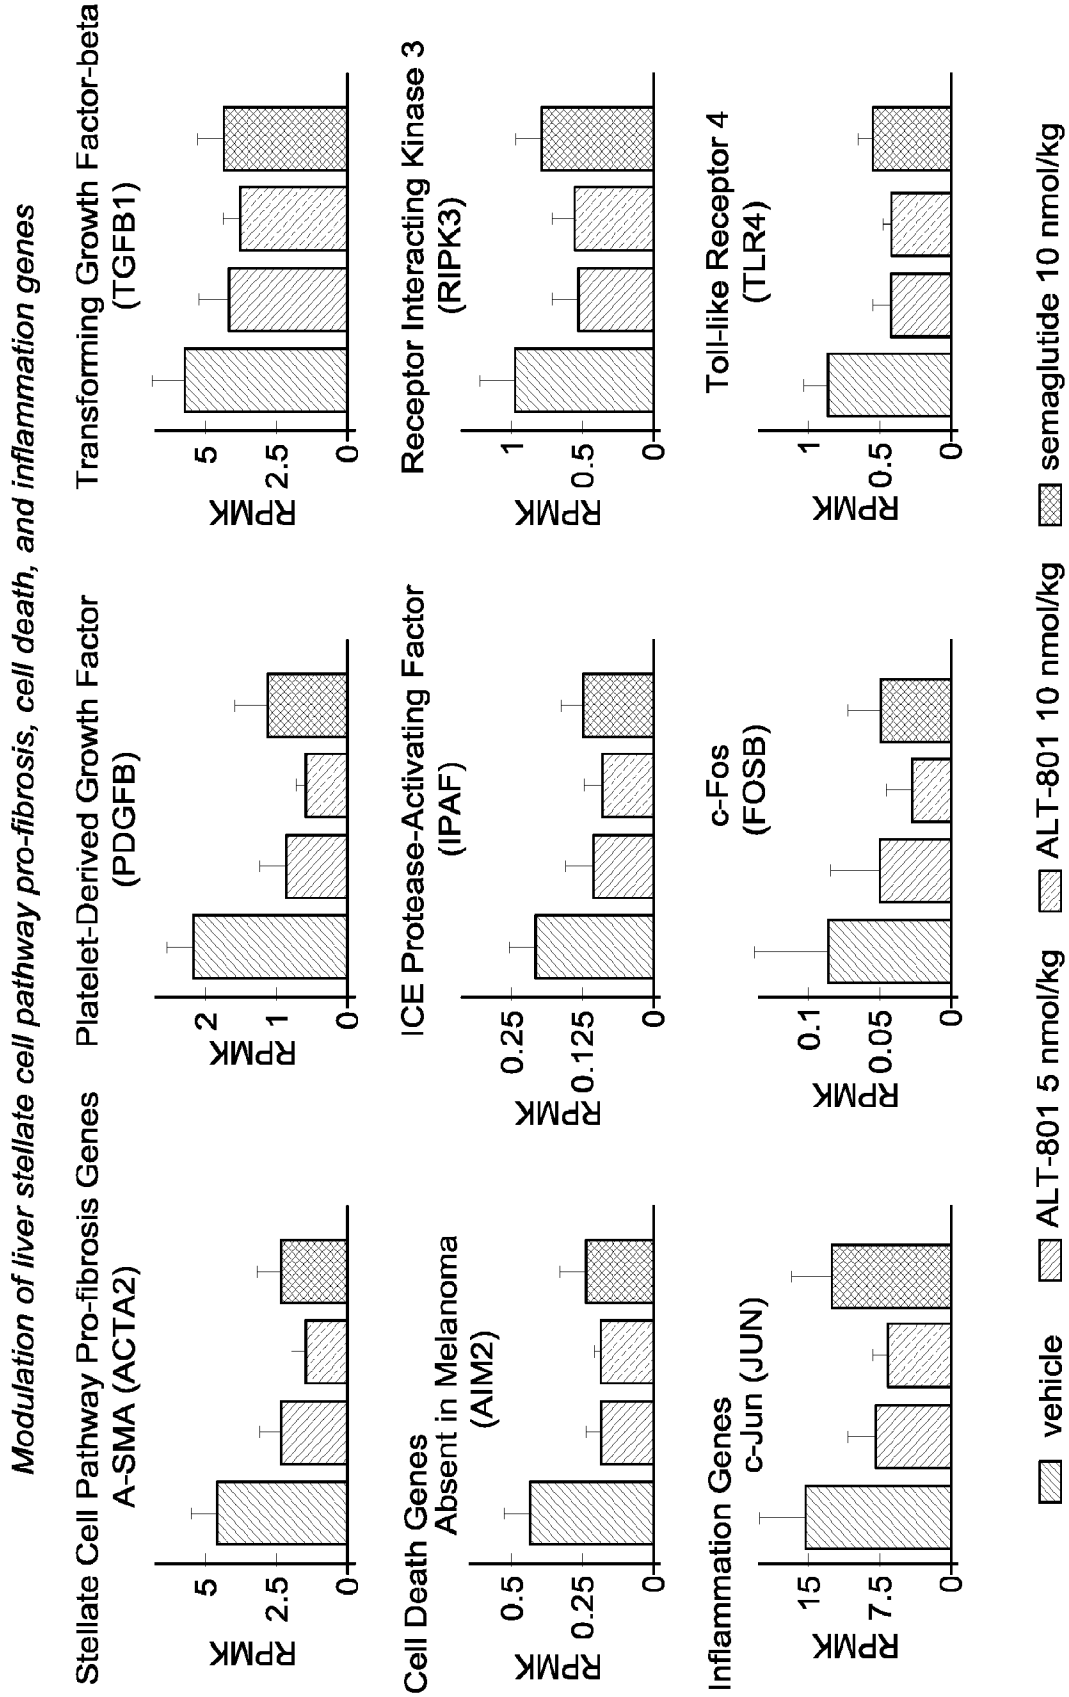 Modulation of liver stellate cell pathway pro-fibrosis, cell death, and inflammation genes
Stellate Cell Pathway Pro-fibrosis Genes
A-SMA (ACTA2)
RPMK
5
2.5
0
Platelet-Derived Growth Factor
(PDGFB)
RPMK
2
1
0
Transforming Growth Factor-beta
(TGFB1)
RPMK
5
2.5
0
Cell Death Genes
Absent in Melanoma
(AIM2)
RPMK
0.5
0.25
0
ICE Protease-Activating Factor
(IPAF)
RPMK
0.25
0.125
0
Receptor Interacting Kinase 3
(RIPK3)
RPMK
1
0.5
0
Inflammation Genes
c-Jun (JUN)
RPMK
15
7.5
0
c-Fos
(FOSB)
RPMK
0.1
0.05
0
Toll-like Receptor 4
(TLR4)
RPMK
1
0.5
0
vehicle
ALT-801 5 nmol/kg
ALT-801 10 nmol/kg
semaglutide 10 nmol/kg